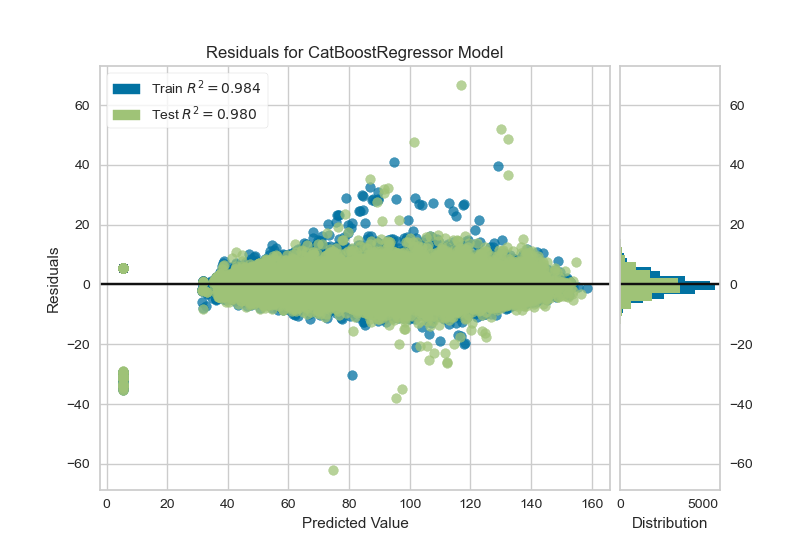 Residuals for CatBoostRegressor Model
Train R² = 0.984
Test R² = 0.980
60
40
20
0
−20
−40
−60
Residuals
0 20 40 60 80 100 120 140 160
Predicted Value
60
40
20
0
−20
−40
−60
0 5000
Distribution